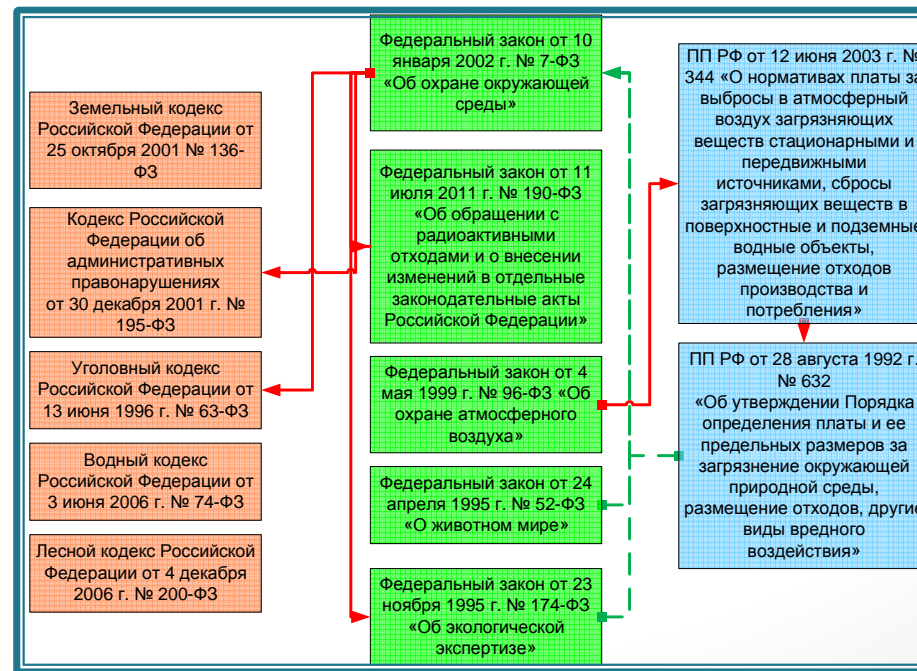 Земельный кодекс
Российской Федерации от
25 октября 2001 № 136-
ФЗ
Кодекс Российской
Федерации об
административных
правонарушениях
от 30 декабря 2001 г. №
195-ФЗ
Уголовный кодекс
Российской Федерации от
13 июня 1996 г. № 63-ФЗ
Водный кодекс
Российской Федерации от
3 июня 2006 г. № 74-ФЗ
Лесной кодекс Российской
Федерации от 4 декабря
2006 г. № 200-ФЗ
Федеральный закон от 10
января 2002 г. № 7-ФЗ
«Об охране окружающей
среды»
Федеральный закон от 11
июля 2011 г. № 190-ФЗ
«Об обращении с
радиоактивными
отходами и о внесении
изменений в отдельные
законодательные акты
Российской Федерации»
Федеральный закон от 4
мая 1999 г. № 96-ФЗ «Об
охране атмосферного
воздуха»
Федеральный закон от 24
апреля 1995 г. № 52-ФЗ
«О животном мире»
Федеральный закон от 23
ноября 1995 г. № 174-ФЗ
«Об экологической
экспертизе»
ПП РФ от 12 июня 2003 г. №
344 «О нормативах платы за
выбросы в атмосферный
воздух загрязняющих
веществ стационарными и
передвижными
источниками, сбросы
загрязняющих веществ в
поверхностные и подземные
водные объекты,
размещение отходов
производства и
потребления»
ПП РФ от 28 августа 1992 г.
№ 632
«Об утверждении Порядка
определения платы и ее
предельных размеров за
загрязнение окружающей
природной среды,
размещение отходов, другие
виды вредного
воздействия»